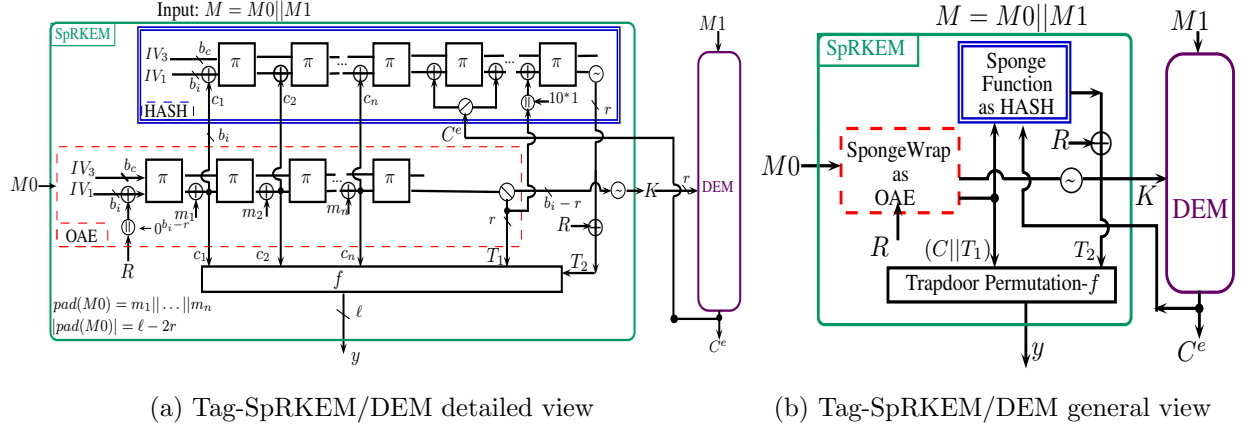 Input: M = M0||M1
SpRKEM
IV₃ b_c π π π π π
... ...
IV₁ b_i ~
c₁ c₂ c_n || 10*1 r
HASH
C^e
b_i
M1
M0
IV₃ b_c π π π π
...
IV₁ b_i
m₁ m₂ m_n
b_i−r ~ K r DEM
|| 0^{b_i−r}
OAE
r
R
R
c₁ c₂ c_n T₁ T₂
f
pad(M0) = m₁|| . . . ||m_n
|pad(M0)| = ℓ − 2r
ℓ
y
C^e
(a) Tag-SpRKEM/DEM detailed view
M = M0||M1
SpRKEM
M1
Sponge
Function
as HASH
R
M0
SpongeWrap
as
OAE
~
K
DEM
R
(C||T₁)
T₂
Trapdoor Permutation-f
y
C^e
(b) Tag-SpRKEM/DEM general view